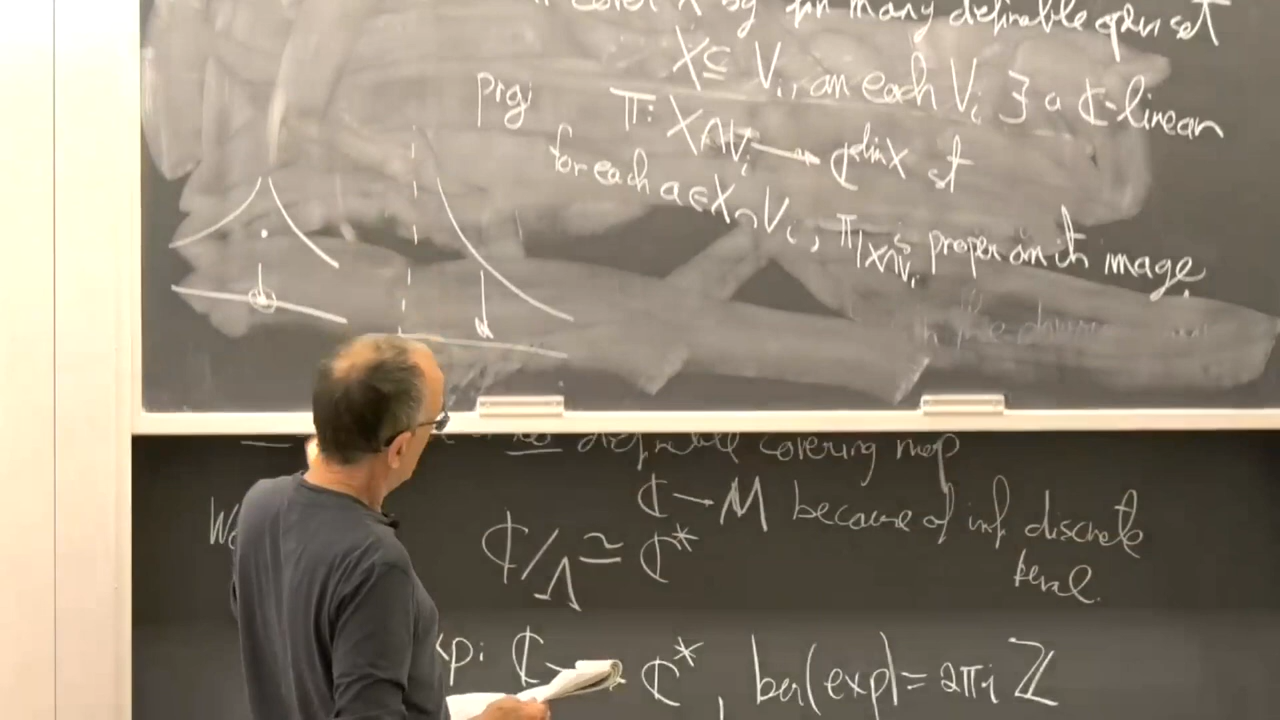 cover X by fin many definable open set
X ⊆ V_i, on each V_i ∃ a ℂ-linear
proj π: X∩V_i → ℂ^{dim X} st
for each a∈X∩V_i, π|X∩V_i proper on its image
definable covering map
ℂ → M because of inf discrete
ℂ/Λ ≃ ℂ*
kernel.
exp: ℂ → ℂ*, ker(exp) = 2πi ℤ